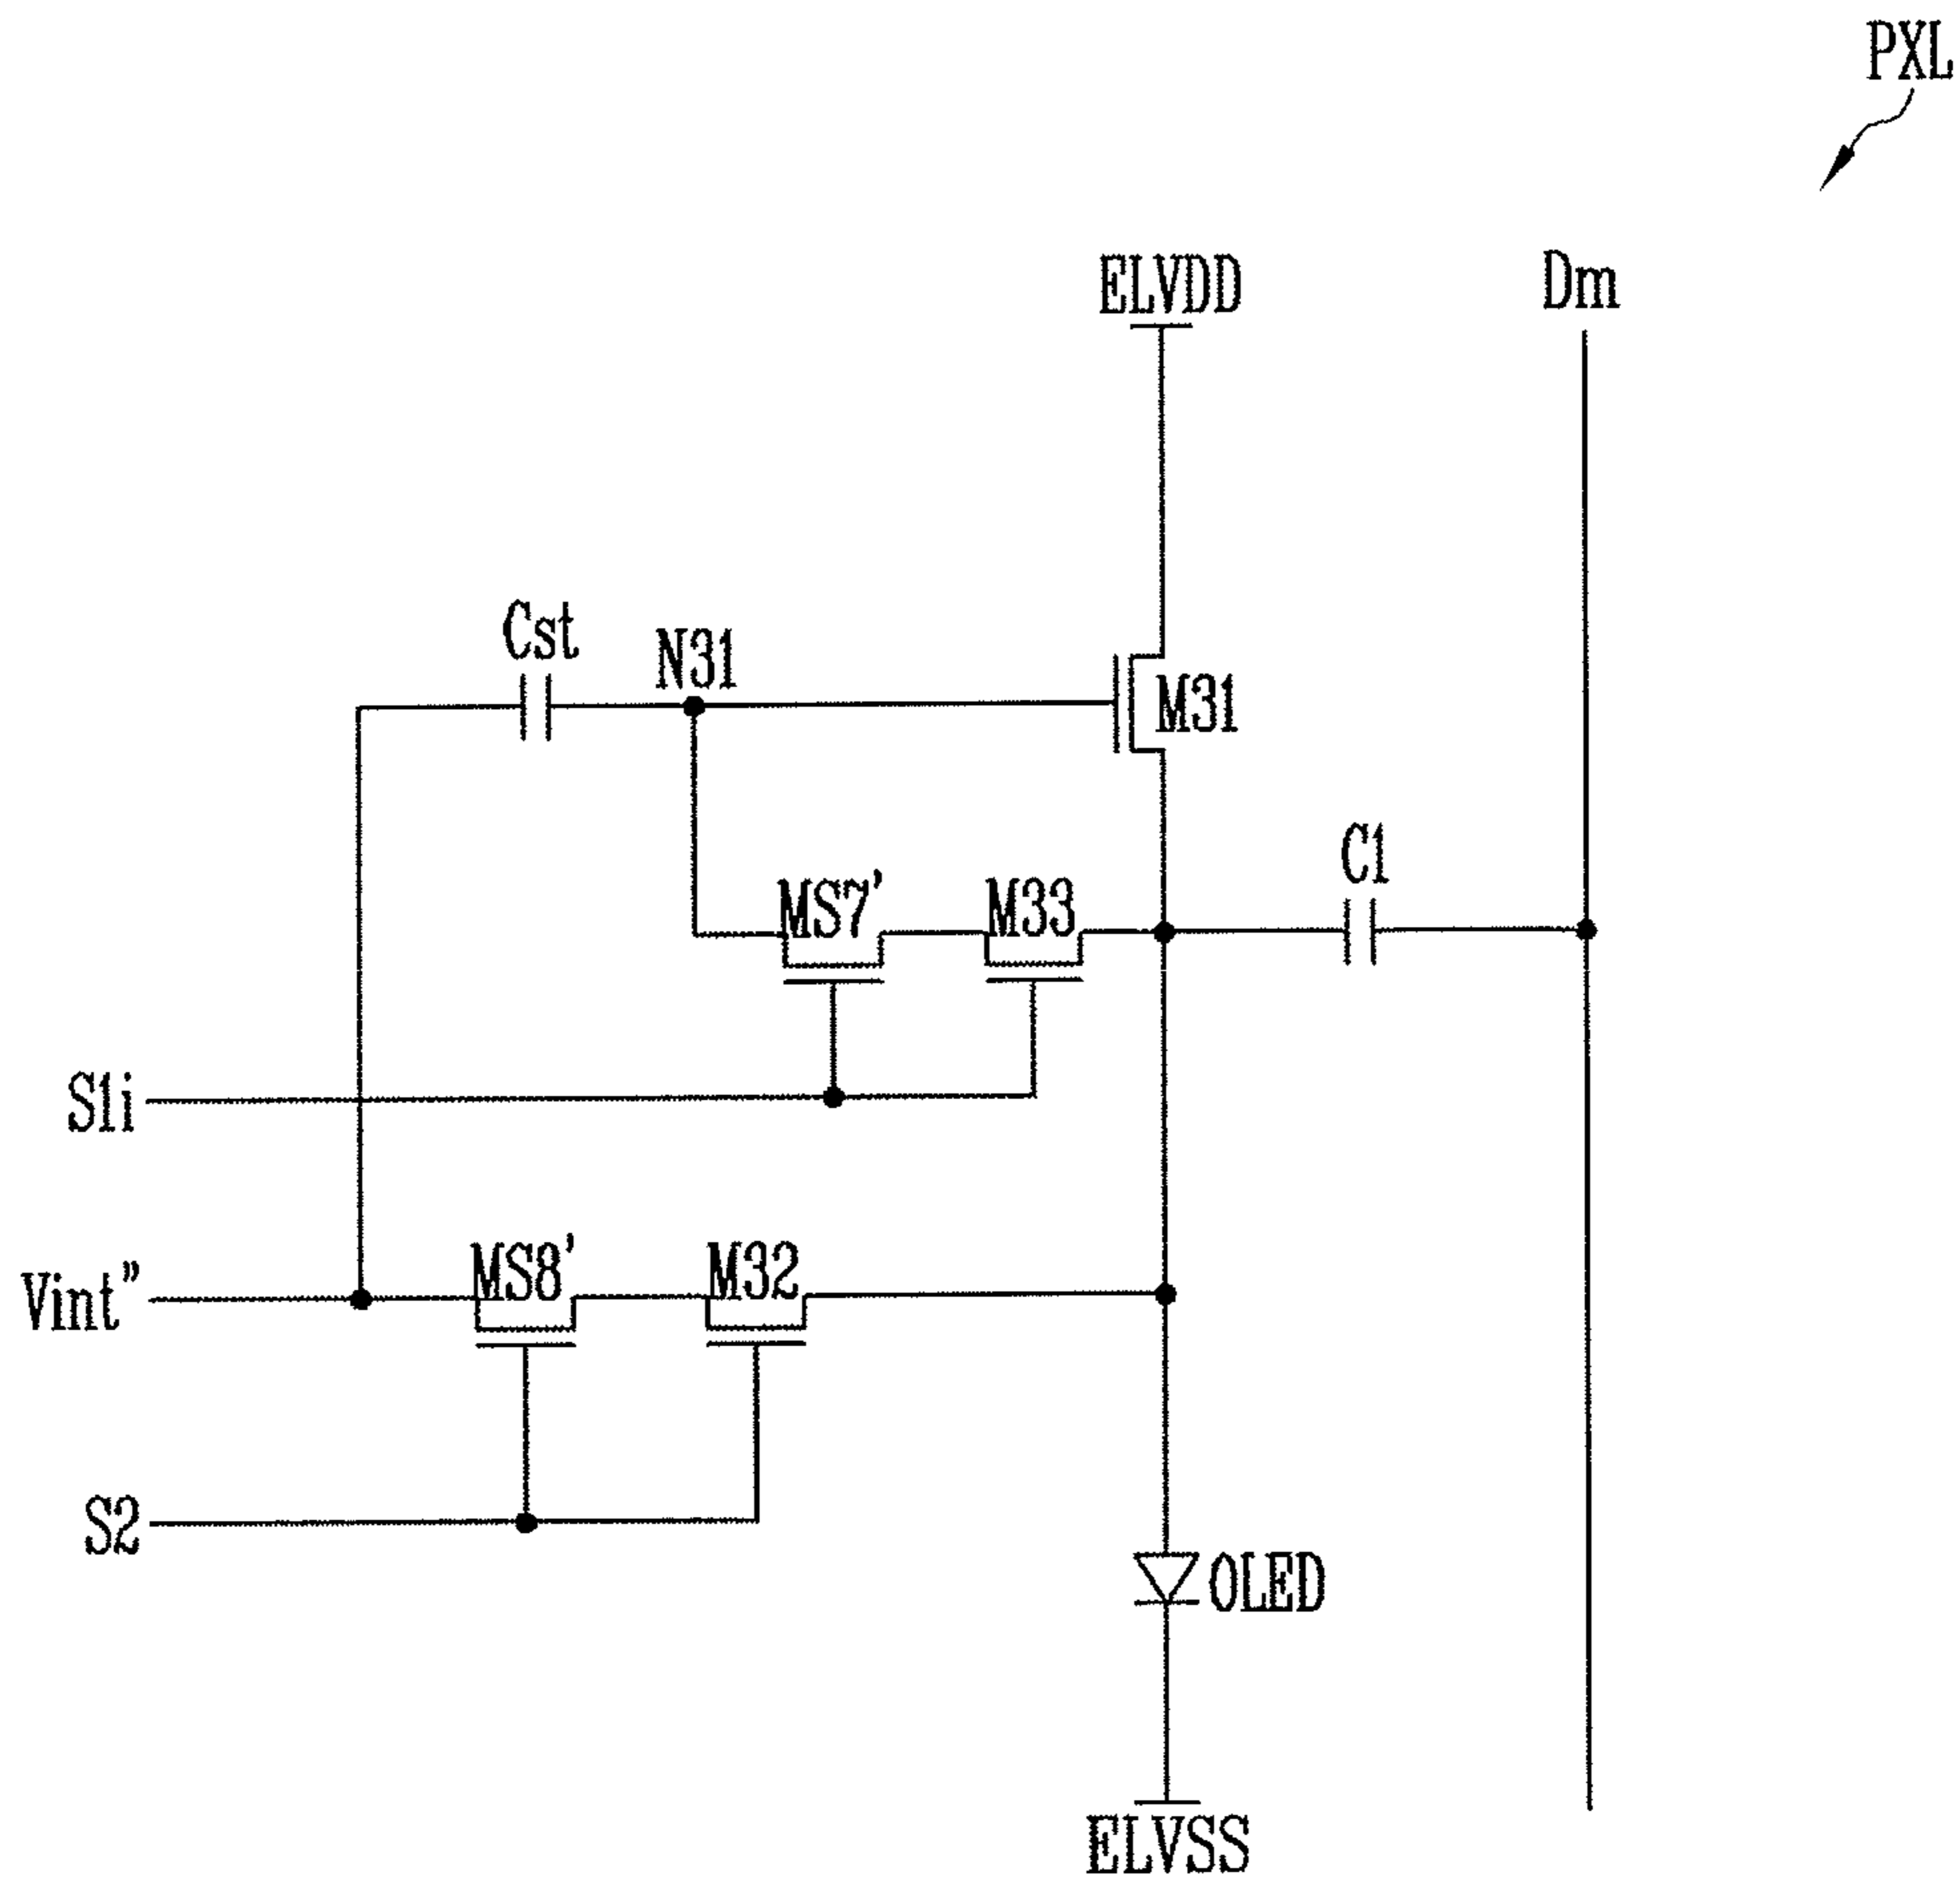 PXL
ELVDD
Dm
Cst
N31
M31
C1
MS7'
M33
S1i
MS8'
M32
Vint"
S2
OLED
ELVSS